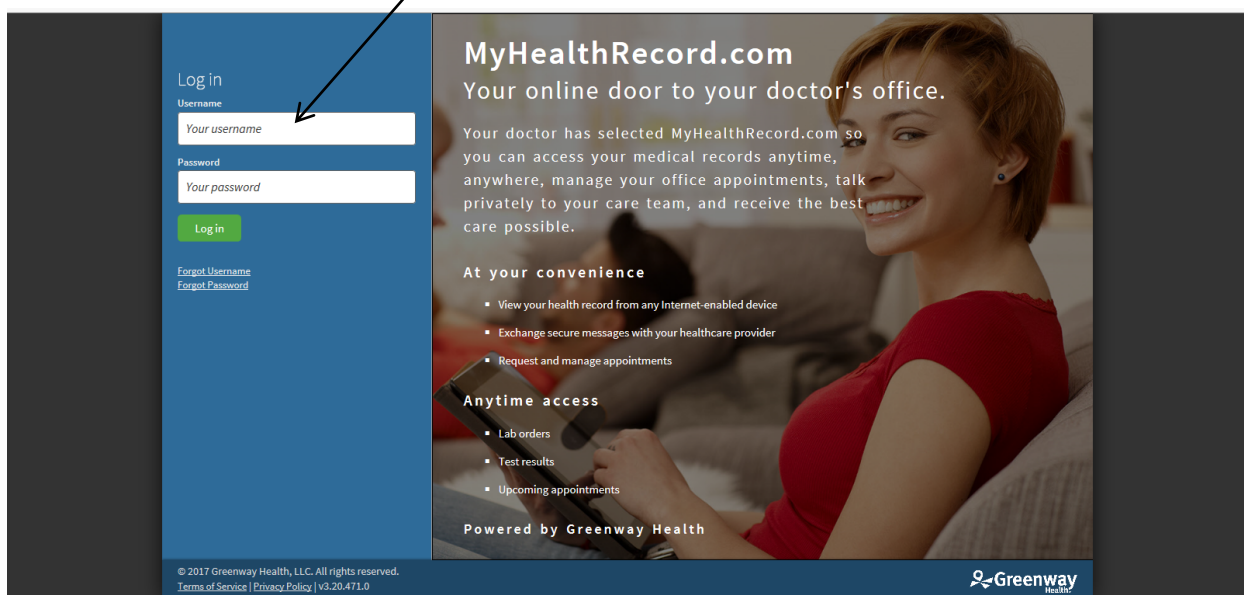 Log in
Username
Your username
Password
Your password
Log in
Forgot Username
Forgot Password
MyHealthRecord.com
Your online door to your doctor's office.
Your doctor has selected MyHealthRecord.com so
you can access your medical records anytime,
anywhere, manage your office appointments, talk
privately to your care team, and receive the best
care possible.
At your convenience
▪ View your health record from any Internet-enabled device
▪ Exchange secure messages with your healthcare provider
▪ Request and manage appointments
Anytime access
▪ Lab orders
▪ Test results
▪ Upcoming appointments
Powered by Greenway Health
© 2017 Greenway Health, LLC. All rights reserved.
Terms of Service | Privacy Policy | v3.20.471.0
Greenway
Health